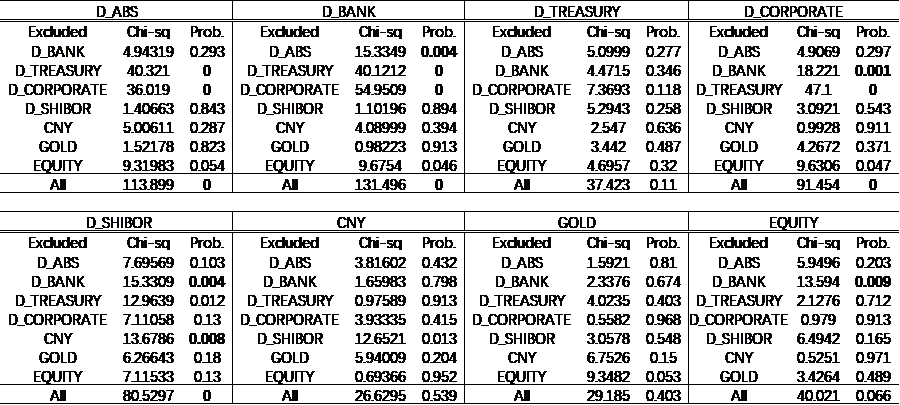 D_ABS D_BANK D_TREASURY D_CORPORATE
Excluded Chi-sq Prob. Excluded Chi-sq Prob. Excluded Chi-sq Prob. Excluded Chi-sq Prob.
D_BANK 4.94319 0.293 D_ABS 15.3349 0.004 D_ABS 5.0999 0.277 D_ABS 4.9069 0.297
D_TREASURY 40.321 0 D_TREASURY 40.1212 0 D_BANK 4.4715 0.346 D_BANK 18.221 0.001
D_CORPORATE 36.019 0 D_CORPORATE 54.9509 0 D_CORPORATE 7.3693 0.118 D_TREASURY 47.1 0
D_SHIBOR 1.40663 0.843 D_SHIBOR 1.10196 0.894 D_SHIBOR 5.2943 0.258 D_SHIBOR 3.0921 0.543
CNY 5.00611 0.287 CNY 4.08999 0.394 CNY 2.547 0.636 CNY 0.9928 0.911
GOLD 1.52178 0.823 GOLD 0.98223 0.913 GOLD 3.442 0.487 GOLD 4.2672 0.371
EQUITY 9.31983 0.054 EQUITY 9.6754 0.046 EQUITY 4.6957 0.32 EQUITY 9.6306 0.047
All 113.899 0 All 131.496 0 All 37.423 0.11 All 91.454 0
D_SHIBOR CNY GOLD EQUITY
Excluded Chi-sq Prob. Excluded Chi-sq Prob. Excluded Chi-sq Prob. Excluded Chi-sq Prob.
D_ABS 7.69569 0.103 D_ABS 3.81602 0.432 D_ABS 1.5921 0.81 D_ABS 5.9496 0.203
D_BANK 15.3309 0.004 D_BANK 1.65983 0.798 D_BANK 2.3376 0.674 D_BANK 13.594 0.009
D_TREASURY 12.9639 0.012 D_TREASURY 0.97589 0.913 D_TREASURY 4.0235 0.403 D_TREASURY 2.1276 0.712
D_CORPORATE 7.11058 0.13 D_CORPORATE 3.93335 0.415 D_CORPORATE 0.5582 0.968 D_CORPORATE 0.979 0.913
CNY 13.6786 0.008 D_SHIBOR 12.6521 0.013 D_SHIBOR 3.0578 0.548 D_SHIBOR 6.4942 0.165
GOLD 6.26643 0.18 GOLD 5.94009 0.204 CNY 6.7526 0.15 CNY 0.5251 0.971
EQUITY 7.11533 0.13 EQUITY 0.69366 0.952 EQUITY 9.3482 0.053 GOLD 3.4264 0.489
All 80.5297 0 All 26.6295 0.539 All 29.185 0.403 All 40.021 0.066